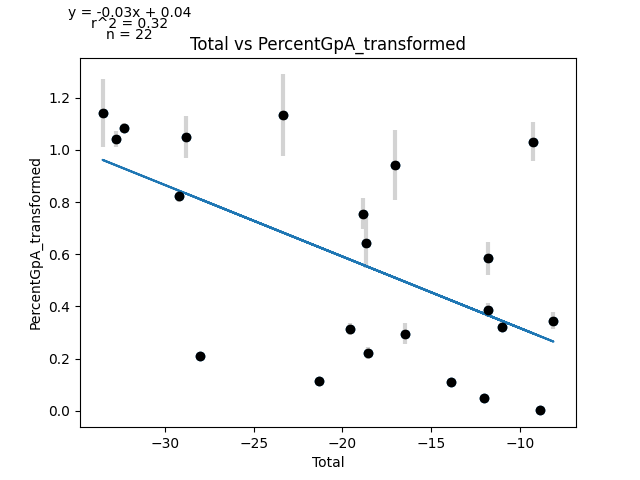 y = -0.03x + 0.04
r^2 = 0.32
n = 22
Total vs PercentGpA_transformed
PercentGpA_transformed
1.2
1.0
0.8
0.6
0.4
0.2
0.0
−30
−25
−20
−15
−10
Total